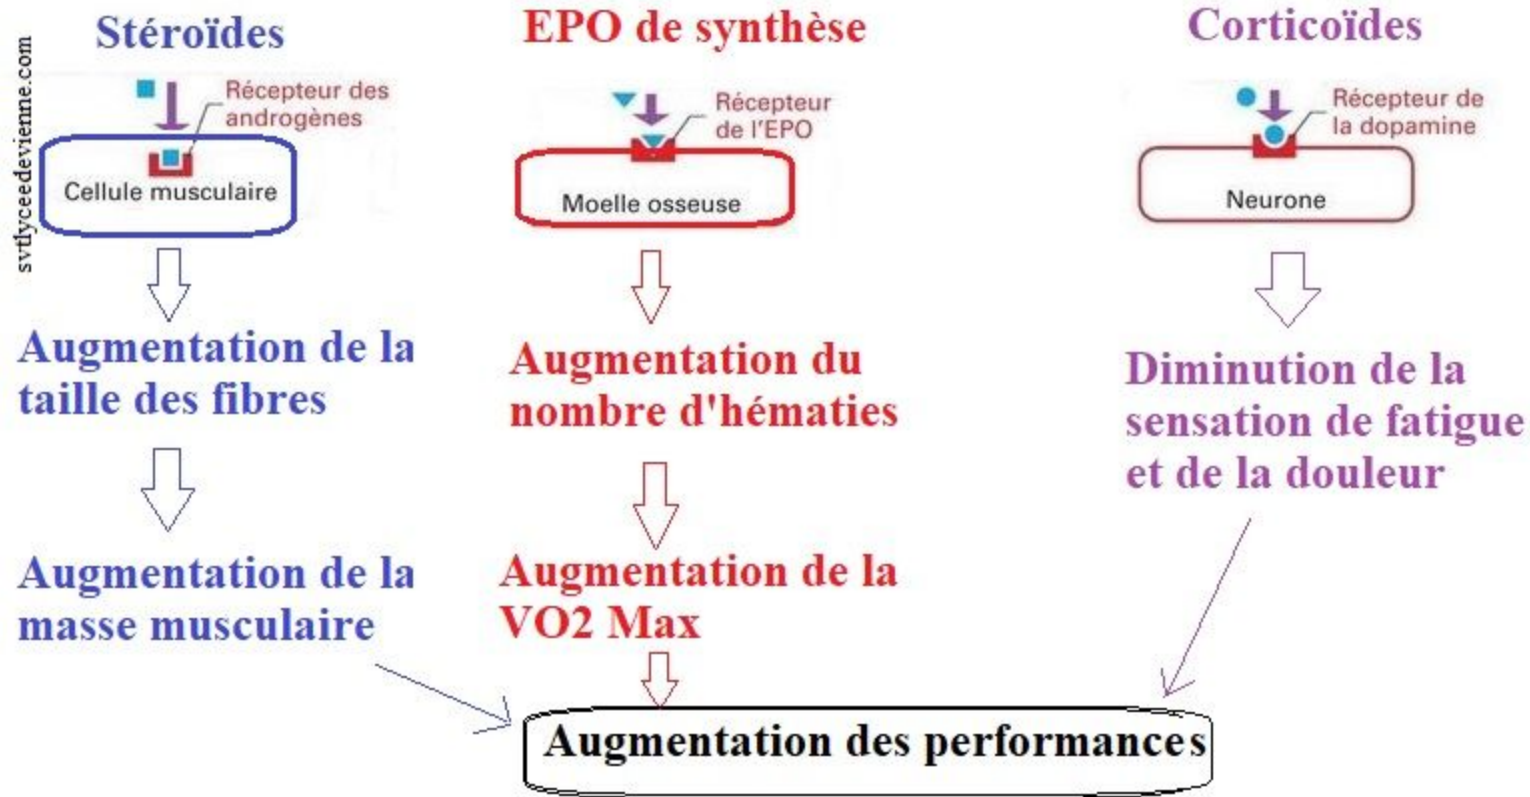 svtlyceedevienne.com
Stéroïdes
Récepteur des
androgènes
Cellule musculaire
Augmentation de la
taille des fibres
Augmentation de la
masse musculaire
EPO de synthèse
Récepteur
de l'EPO
Moelle osseuse
Augmentation du
nombre d'hématies
Augmentation de la
VO2 Max
Corticoïdes
Récepteur de
la dopamine
Neurone
Diminution de la
sensation de fatigue
et de la douleur
Augmentation des performances